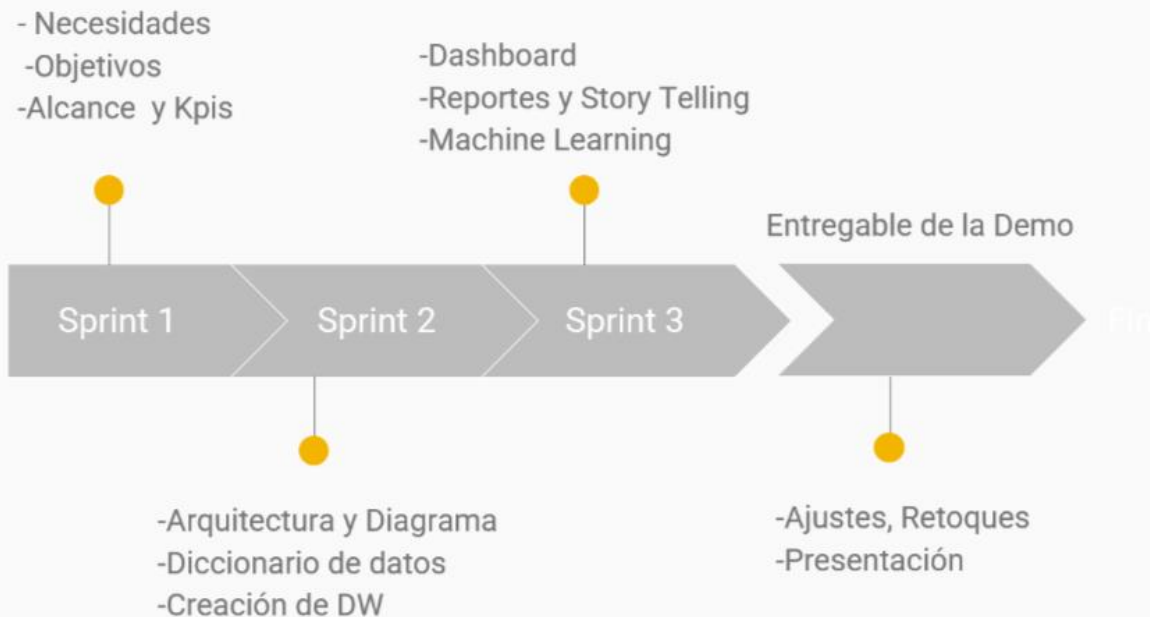 - Necesidades
-Objetivos
-Alcance y Kpis
-Dashboard
-Reportes y Story Telling
-Machine Learning
Entregable de la Demo
Sprint 1
Sprint 2
Sprint 3
-Arquitectura y Diagrama
-Diccionario de datos
-Creación de DW
-Ajustes, Retoques
-Presentación